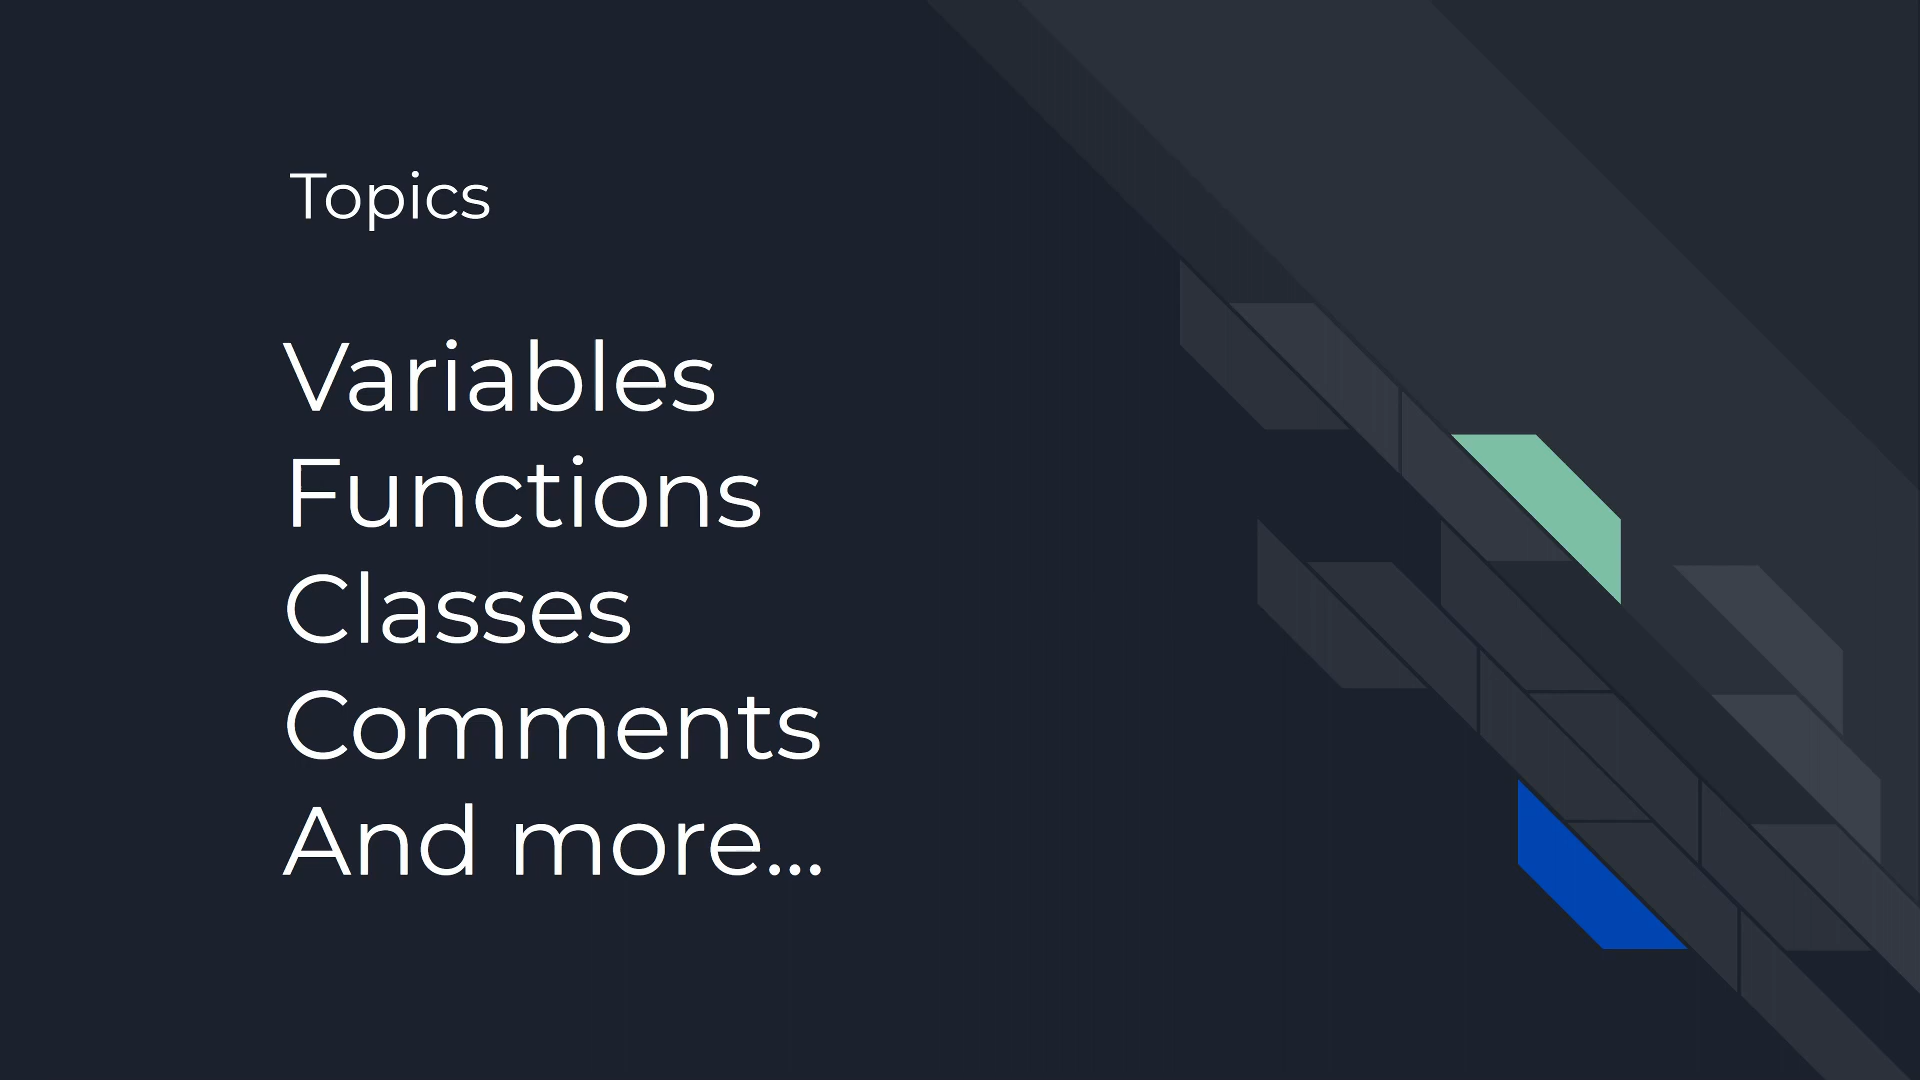 Topics
Variables
Functions
Classes
Comments
And more...